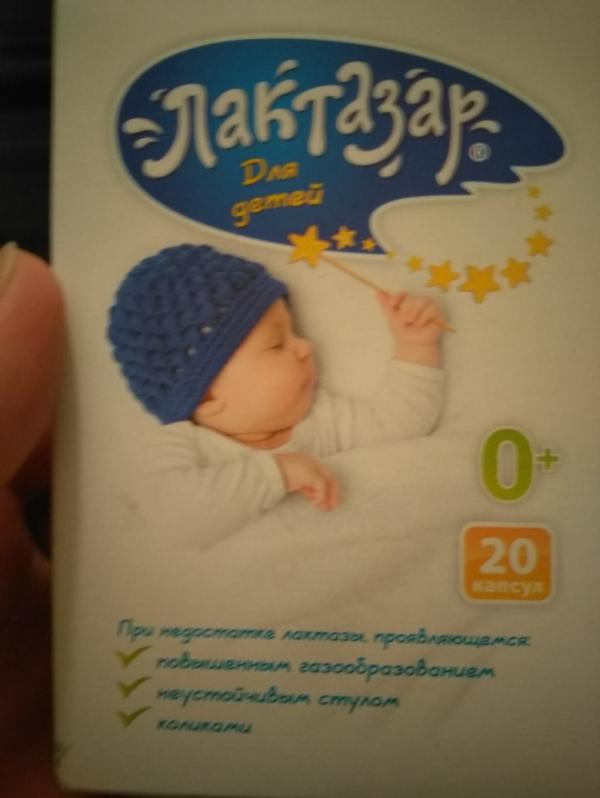 Лактазар®
Для
детей
0+
20
капсул
При недостатке лактазы, проявляющемся:
повышенным газообразованием
неустойчивым стулом
коликами